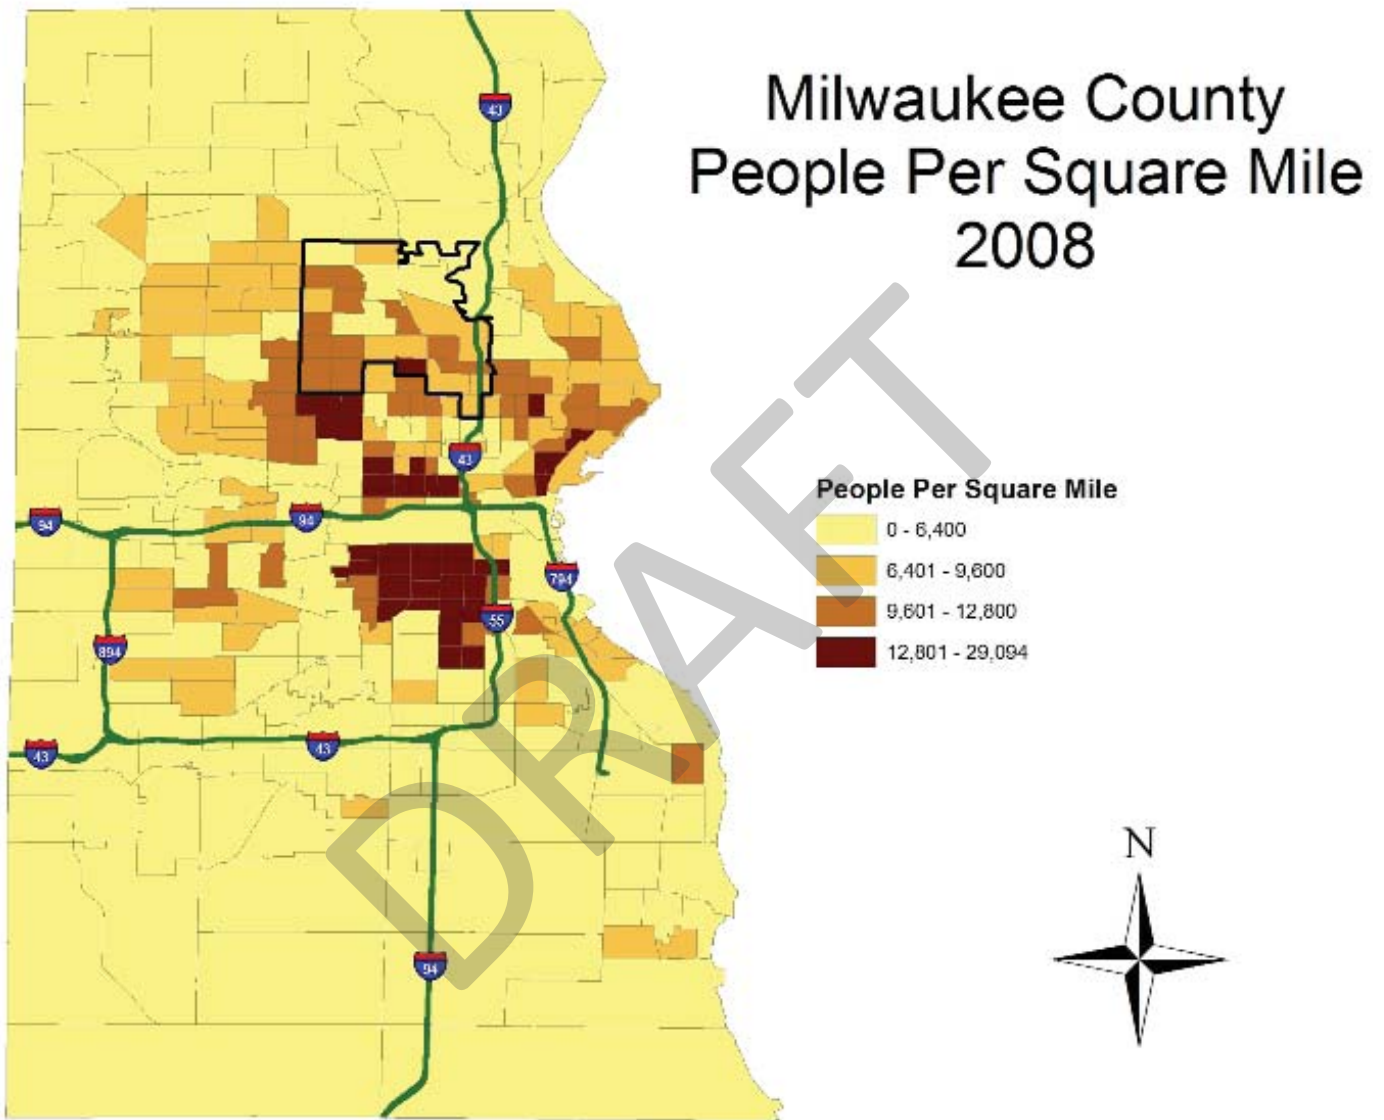 Milwaukee County
People Per Square Mile
2008
43
43
94
94
794
55
894
43
43
94
People Per Square Mile
0 - 6,400
6,401 - 9,600
9,601 - 12,800
12,801 - 29,094
N
DRAFT